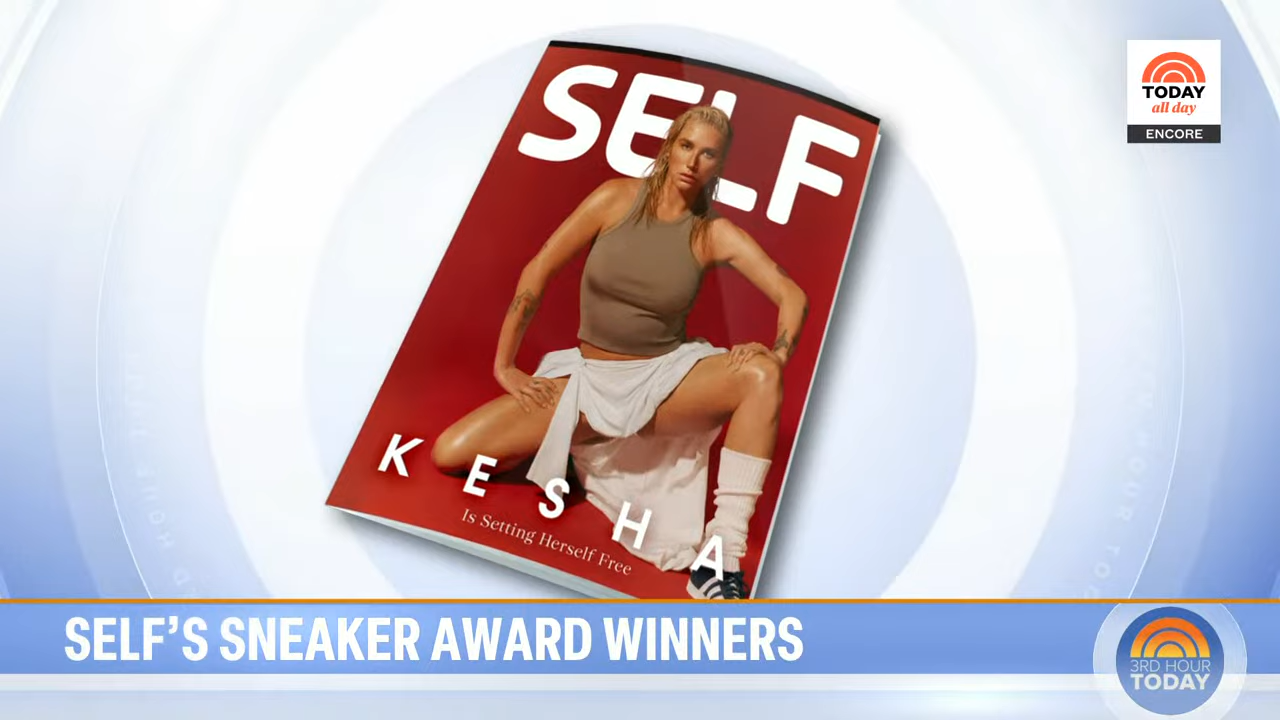 SELF
KESHA
Is Setting Herself Free
TODAY
all day
ENCORE
SELF'S SNEAKER AWARD WINNERS
3RD HOUR
TODAY